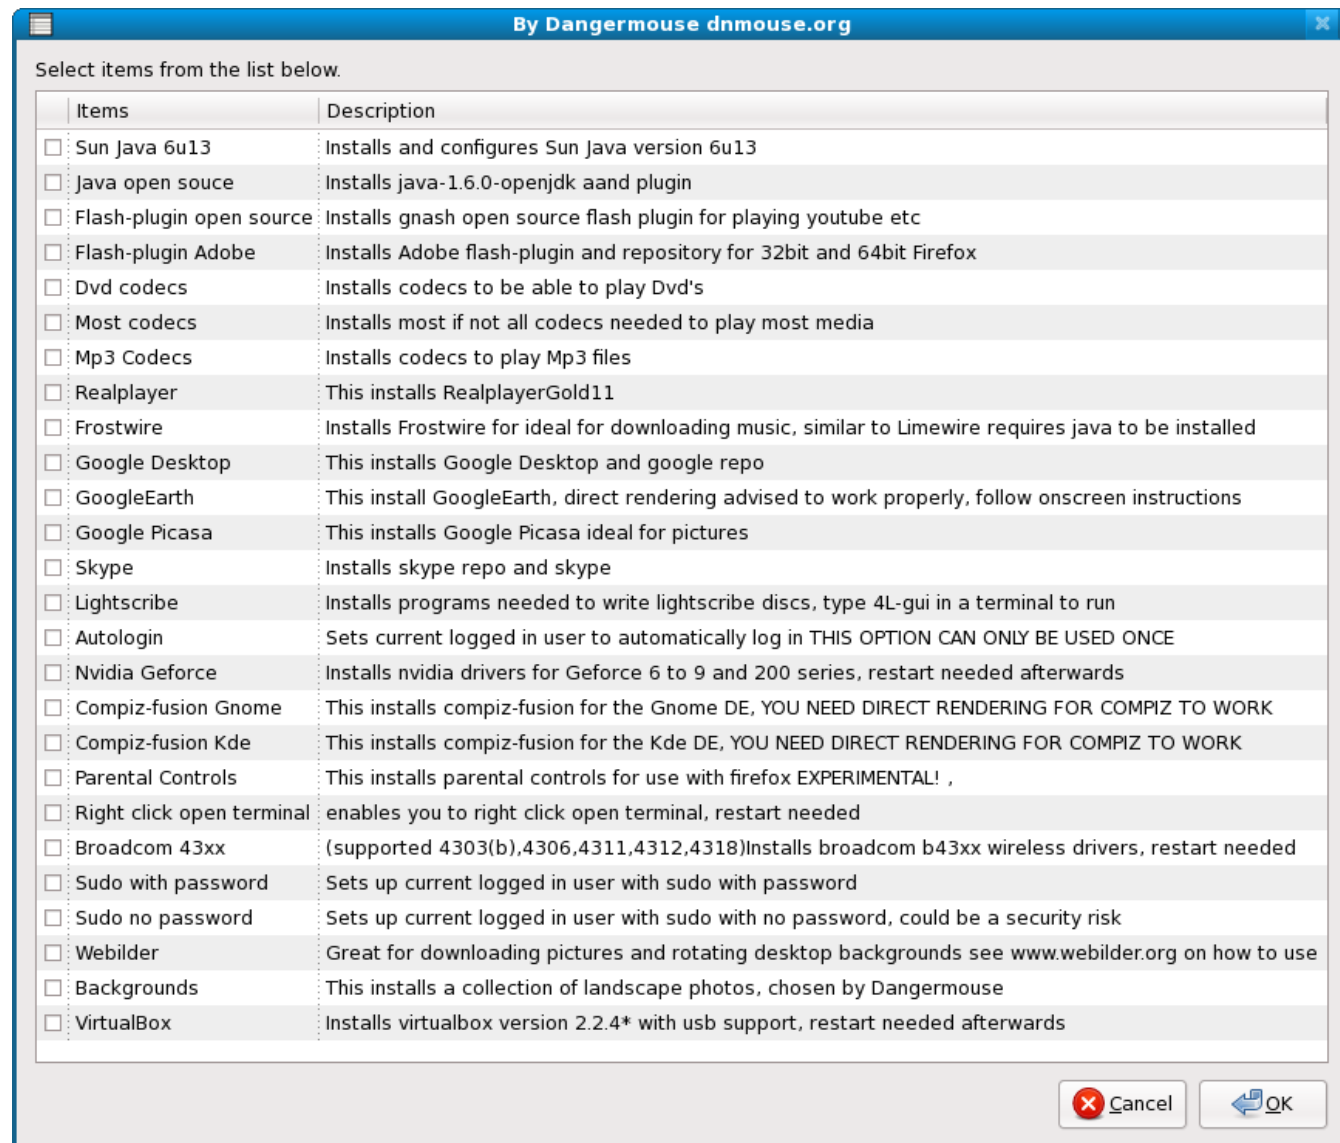 By Dangermouse dnmouse.org
Select items from the list below.
Items Description
Sun Java 6u13 Installs and configures Sun Java version 6u13
Java open souce Installs java-1.6.0-openjdk aand plugin
Flash-plugin open source Installs gnash open source flash plugin for playing youtube etc
Flash-plugin Adobe Installs Adobe flash-plugin and repository for 32bit and 64bit Firefox
Dvd codecs Installs codecs to be able to play Dvd's
Most codecs Installs most if not all codecs needed to play most media
Mp3 Codecs Installs codecs to play Mp3 files
Realplayer This installs RealplayerGold11
Frostwire Installs Frostwire for ideal for downloading music, similar to Limewire requires java to be installed
Google Desktop This installs Google Desktop and google repo
GoogleEarth This install GoogleEarth, direct rendering advised to work properly, follow onscreen instructions
Google Picasa This installs Google Picasa ideal for pictures
Skype Installs skype repo and skype
Lightscribe Installs programs needed to write lightscribe discs, type 4L-gui in a terminal to run
Autologin Sets current logged in user to automatically log in THIS OPTION CAN ONLY BE USED ONCE
Nvidia Geforce Installs nvidia drivers for Geforce 6 to 9 and 200 series, restart needed afterwards
Compiz-fusion Gnome This installs compiz-fusion for the Gnome DE, YOU NEED DIRECT RENDERING FOR COMPIZ TO WORK
Compiz-fusion Kde This installs compiz-fusion for the Kde DE, YOU NEED DIRECT RENDERING FOR COMPIZ TO WORK
Parental Controls This installs parental controls for use with firefox EXPERIMENTAL! ,
Right click open terminal enables you to right click open terminal, restart needed
Broadcom 43xx (supported 4303(b),4306,4311,4312,4318)Installs broadcom b43xx wireless drivers, restart needed
Sudo with password Sets up current logged in user with sudo with password
Sudo no password Sets up current logged in user with sudo with no password, could be a security risk
Webilder Great for downloading pictures and rotating desktop backgrounds see www.webilder.org on how to use
Backgrounds This installs a collection of landscape photos, chosen by Dangermouse
VirtualBox Installs virtualbox version 2.2.4* with usb support, restart needed afterwards
Cancel OK